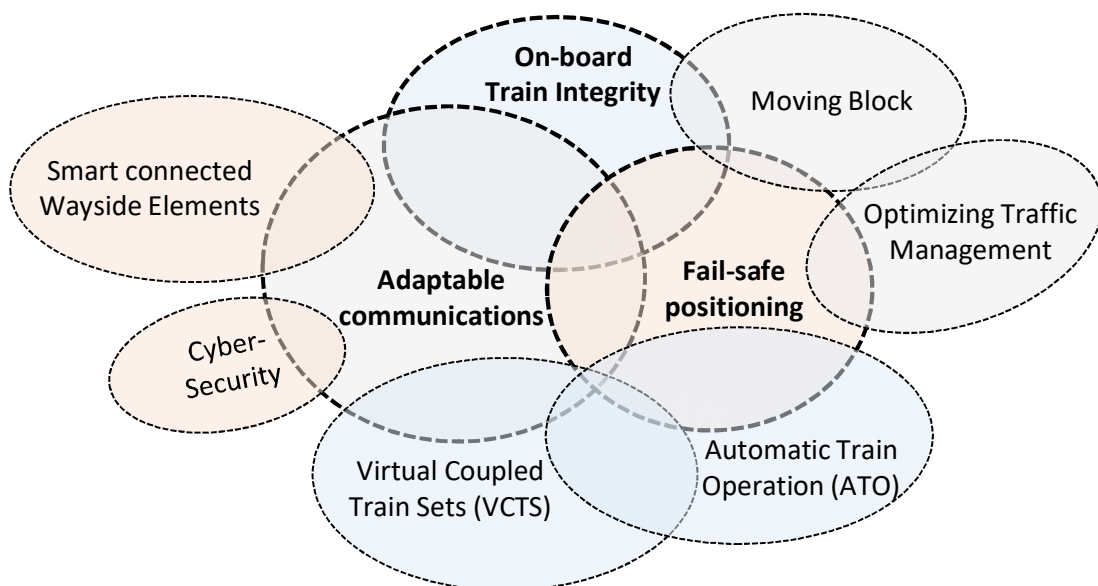 On-board
Train Integrity
Moving Block
Smart connected
Wayside Elements
Optimizing Traffic
Management
Adaptable
communications
Fail-safe
positioning
Cyber-
Security
Virtual Coupled
Train Sets (VCTS)
Automatic Train
Operation (ATO)